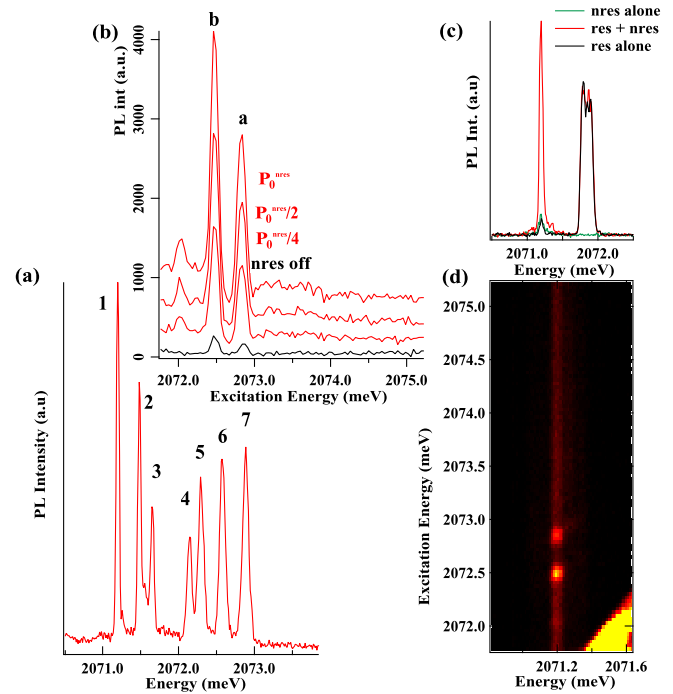 (b)
b
a
4000
3000
2000
1000
0
PL int (a.u.)
P₀ⁿʳᵉˢ
P₀ⁿʳᵉˢ/2
P₀ⁿʳᵉˢ/4
nres off
2072.0 2073.0 2074.0 2075.0
Excitation Energy (meV)
(c)
nres alone
res + nres
res alone
PL Int. (a.u)
2071.0 2072.0
Energy (meV)
(a)
1
2
3
4
5
6
7
PL Intensity (a.u)
2071.0 2072.0 2073.0
Energy (meV)
(d)
2075.0
2074.5
2074.0
2073.5
2073.0
2072.5
2072.0
Excitation Energy (meV)
2071.2 2071.6
Energy (meV)